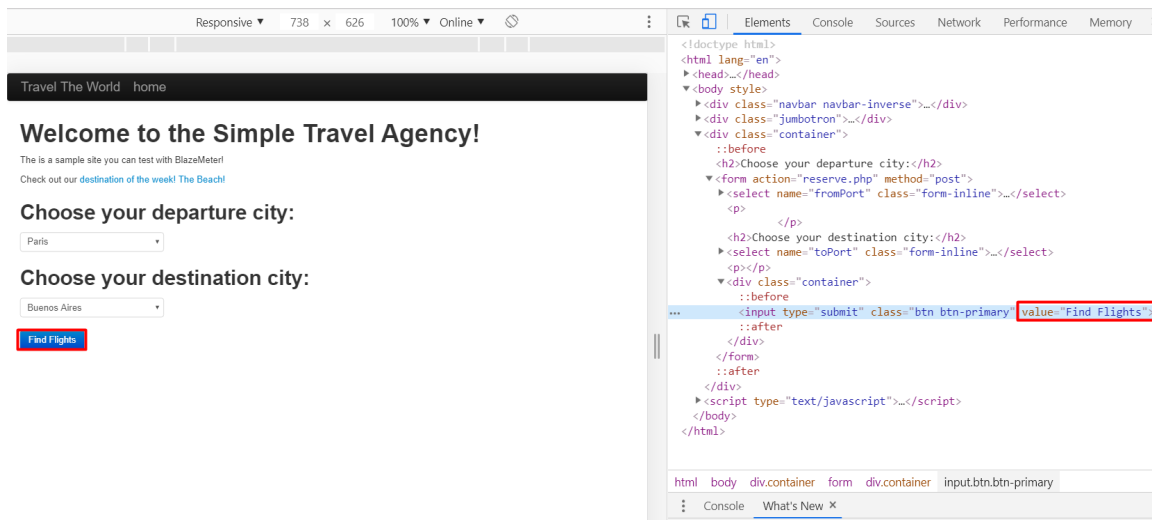 Responsive ▼ 738 × 626 100% ▼ Online ▼
Elements Console Sources Network Performance Memory
Travel The World home
Welcome to the Simple Travel Agency!
The is a sample site you can test with BlazeMeter!
Check out our destination of the week! The Beach!
Choose your departure city:
Paris
Choose your destination city:
Buenos Aires
Find Flights
<!doctype html>
<html lang="en">
▶<head>…</head>
▼<body style>
▶<div class="navbar navbar-inverse">…</div>
▶<div class="jumbotron">…</div>
▼<div class="container">
::before
<h2>Choose your departure city:</h2>
▼<form action="reserve.php" method="post">
▶<select name="fromPort" class="form-inline">…</select>
<p>
</p>
<h2>Choose your destination city:</h2>
▶<select name="toPort" class="form-inline">…</select>
<p></p>
▼<div class="container">
::before
<input type="submit" class="btn btn-primary" value="Find Flights">
::after
</div>
</form>
::after
</div>
▶<script type="text/javascript">…</script>
</body>
</html>
html body div.container form div.container input.btn.btn-primary
Console What's New ×